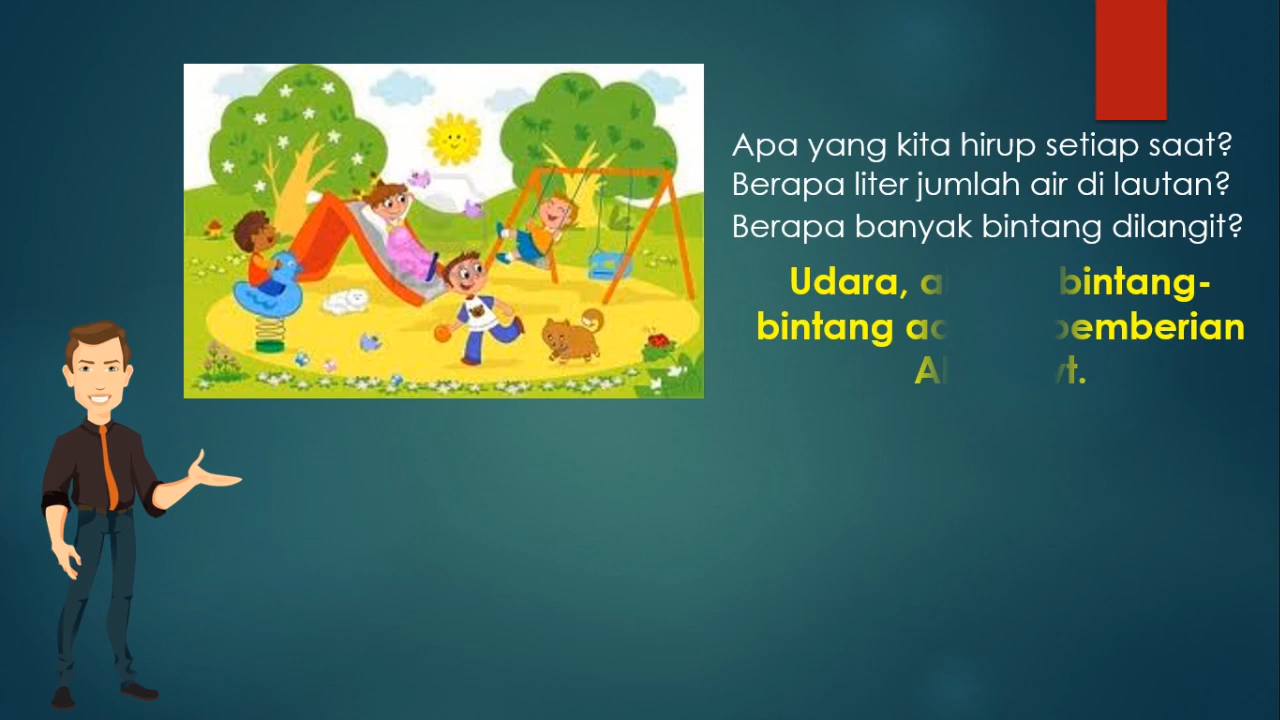 Apa yang kita hirup setiap saat?
Berapa liter jumlah air di lautan?
Berapa banyak bintang dilangit?
Udara, bintang-
bintang pemberian